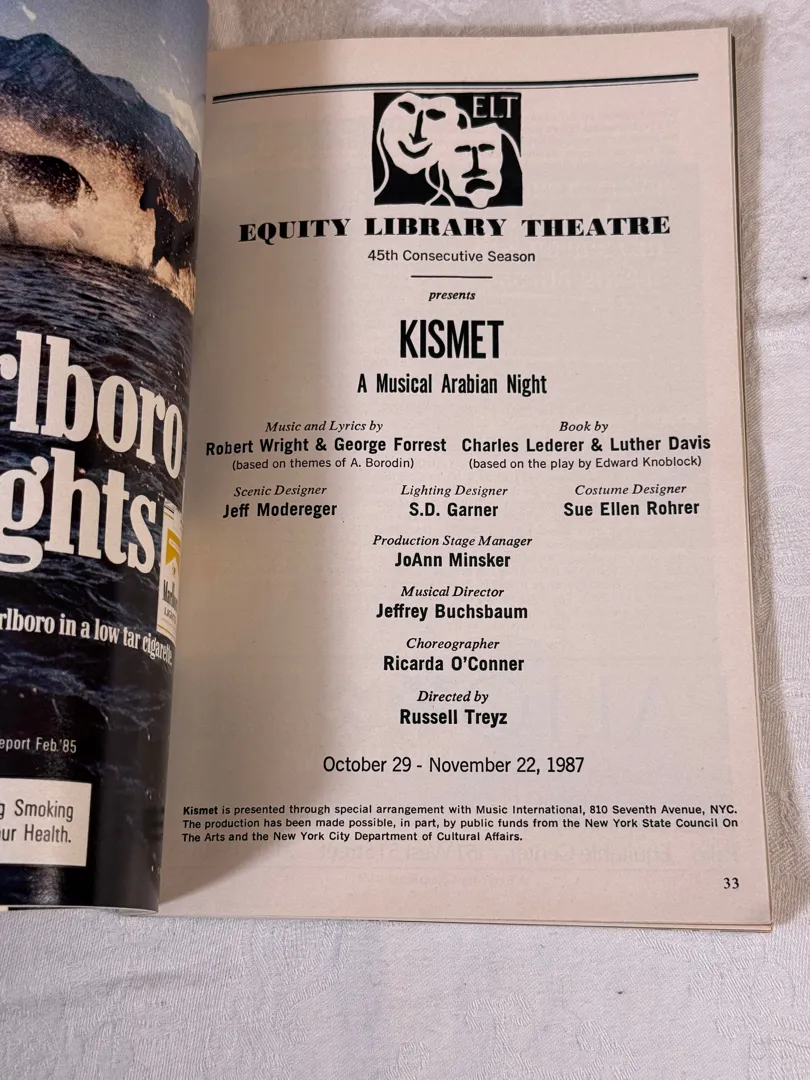 rlboro
ghts
rlboro in a low tar cigarette.
eport Feb.'85
g Smoking
ur Health.
ELT
EQUITY LIBRARY THEATRE
45th Consecutive Season
presents
KISMET
A Musical Arabian Night
Music and Lyrics by
Robert Wright & George Forrest
(based on themes of A. Borodin)
Book by
Charles Lederer & Luther Davis
(based on the play by Edward Knoblock)
Scenic Designer
Jeff Modereger
Lighting Designer
S.D. Garner
Costume Designer
Sue Ellen Rohrer
Production Stage Manager
JoAnn Minsker
Musical Director
Jeffrey Buchsbaum
Choreographer
Ricarda O'Conner
Directed by
Russell Treyz
October 29 - November 22, 1987
Kismet is presented through special arrangement with Music International, 810 Seventh Avenue, NYC.
The production has been made possible, in part, by public funds from the New York State Council On
The Arts and the New York City Department of Cultural Affairs.
33